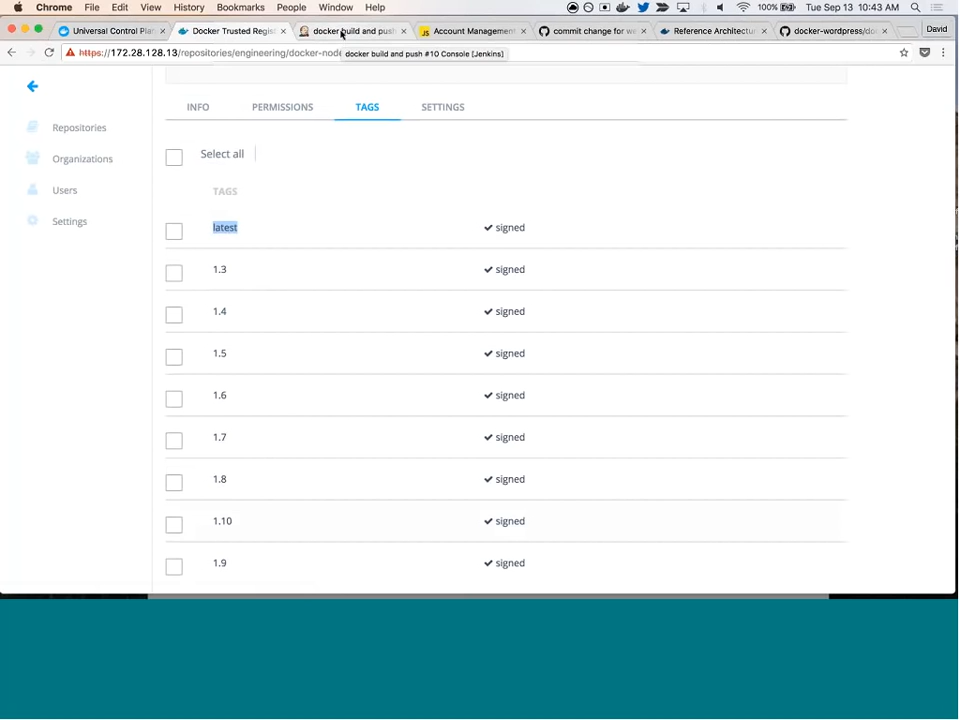 Chrome File Edit View History Bookmarks People Window Help 100% Tue Sep 13 10:43 AM
Universal Control Pla Docker Trusted Regis docker build and push Account Management commit change for we Reference Architectur docker-wordpress/do David
https://172.28.128.13/repositories/engineering/docker-nod
docker build and push #10 Console [Jenkins]
INFO PERMISSIONS TAGS SETTINGS
Repositories
Organizations
Users
Settings
Select all
TAGS
latest signed
1.3 signed
1.4 signed
1.5 signed
1.6 signed
1.7 signed
1.8 signed
1.10 signed
1.9 signed